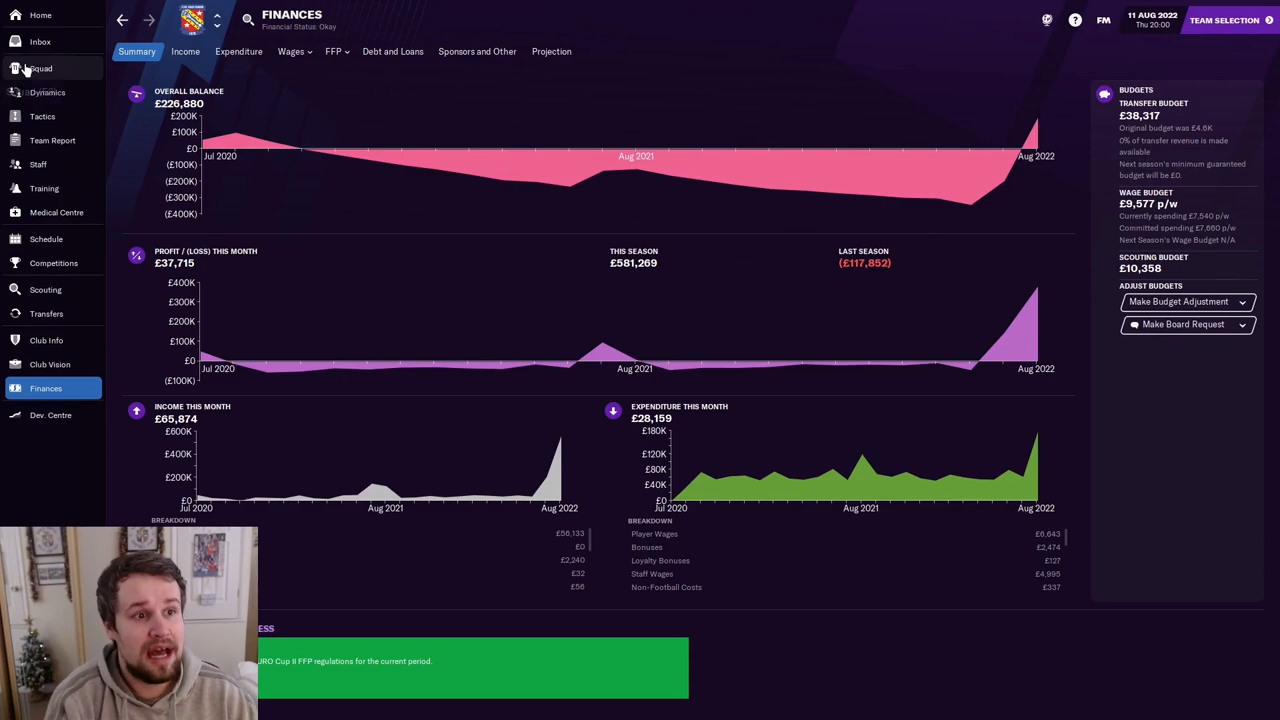 FINANCES
Financial Status: Okay
11 AUG 2022
Thu 20:00
FM
TEAM SELECTION
Home
Inbox
Squad
Dynamics
Tactics
Team Report
Staff
Training
Medical Centre
Schedule
Competitions
Scouting
Transfers
Club Info
Club Vision
Finances
Dev. Centre
Summary Income Expenditure Wages FFP Debt and Loans Sponsors and Other Projection
OVERALL BALANCE
£226,880
£200K
£100K
£0
(£100K)
(£200K)
(£300K)
(£400K)
Jul 2020 Aug 2021 Aug 2022
PROFIT / (LOSS) THIS MONTH
£37,715
THIS SEASON
£581,269
LAST SEASON
(£117,852)
£400K
£300K
£200K
£100K
£0
(£100K)
Jul 2020 Aug 2021 Aug 2022
INCOME THIS MONTH
£65,874
£600K
£400K
£200K
£0
Jul 2020 Aug 2021 Aug 2022
BREAKDOWN
£56,133
£0
£2,240
£32
£56
EXPENDITURE THIS MONTH
£28,159
£180K
£120K
£80K
£40K
£0
Jul 2020 Aug 2021 Aug 2022
BREAKDOWN
Player Wages £6,643
Bonuses £2,474
Loyalty Bonuses £127
Staff Wages £4,995
Non-Football Costs £337
ESS
URO Cup II FFP regulations for the current period.
BUDGETS
TRANSFER BUDGET
£38,317
Original budget was £4.6K
0% of transfer revenue is made
available
Next season's minimum guaranteed
budget will be £0.
WAGE BUDGET
£9,577 p/w
Currently spending £7,540 p/w
Committed spending £7,660 p/w
Next Season's Wage Budget N/A
SCOUTING BUDGET
£10,358
ADJUST BUDGETS
Make Budget Adjustment
Make Board Request